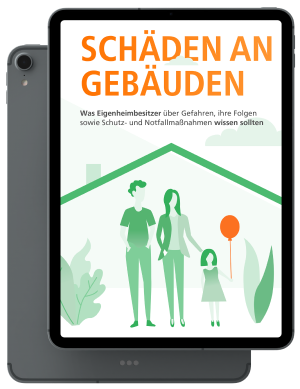 SCHÄDEN AN
GEBÄUDEN
Was Eigenheimbesitzer über Gefahren, ihre Folgen
sowie Schutz- und Notfallmaßnahmen wissen sollten